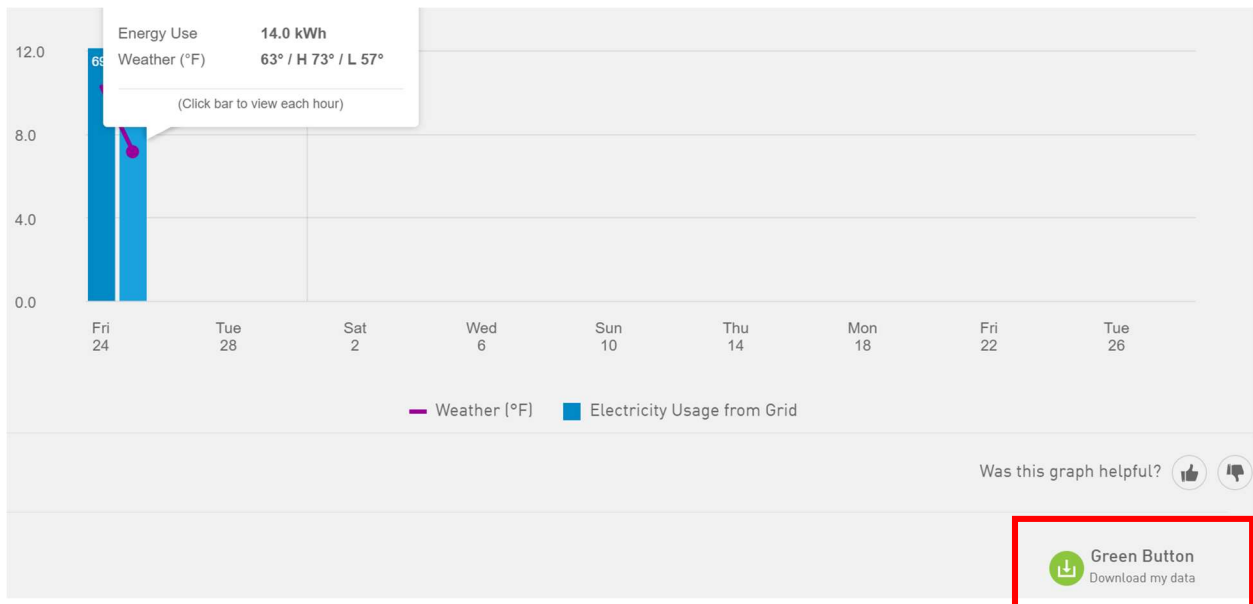 Energy Use 14.0 kWh
Weather (°F) 63° / H 73° / L 57°
(Click bar to view each hour)
12.0
8.0
4.0
0.0
Fri Tue Sat Wed Sun Thu Mon Fri Tue
24 28 2 6 10 14 18 22 26
Weather (°F) Electricity Usage from Grid
Was this graph helpful?
Green Button
Download my data